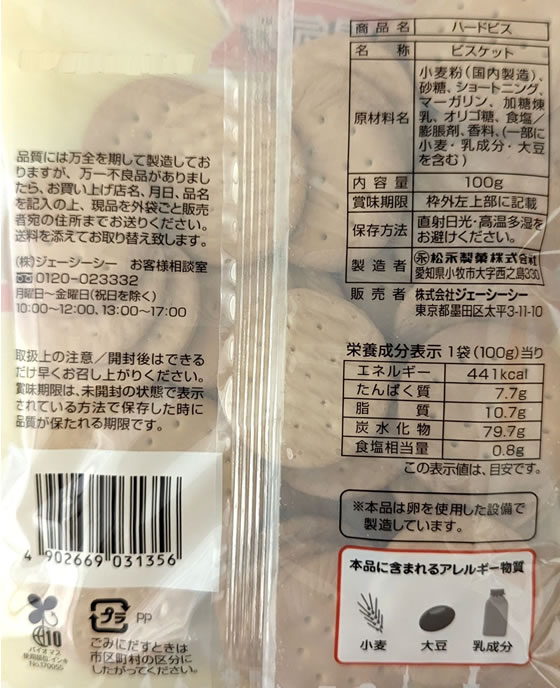 品質には万全を期して製造してお
りますが、万一不良品がありまし
たら、お買い上げ店名、月日、品名
を記入の上、現品を外袋ごと販売
者宛の住所までお送りください。
送料を添えてお取り替え致します。
(株)ジェーシーシー お客様相談室
0120-023332
月曜日〜金曜日(祝日を除く)
10:00〜12:00、13:00〜17:00
取扱上の注意/開封後はできる
だけ早くお召し上がりください。
賞味期限は、未開封の状態で表示
されている方法で保存した時に
品質が保たれる期限です。
4 902669 031356
プラ PP
ごみにだすときは
市区町村の区分に
したがってください。
10
バイオマス
No.170055
商品名 ハードビス
名称 ビスケット
原材料名 小麦粉(国内製造)、
砂糖、ショートニング、
マーガリン、加糖煉
乳、オリゴ糖、食塩/
膨脹剤、香料、(一部に
小麦・乳成分・大豆
を含む)
内容量 100g
賞味期限 枠外左上部に記載
保存方法 直射日光・高温多湿を
お避けください。
製造者 永松永製菓株式会社
愛知県小牧市大字西之島330
販売者 株式会社ジェーシーシー
東京都墨田区太平3-11-10
栄養成分表示 1袋(100g)当り
エネルギー 441kcal
たんぱく質 7.7g
脂質 10.7g
炭水化物 79.7g
食塩相当量 0.8g
この表示値は、目安です。
※本品は卵を使用した設備で
製造しています。
本品に含まれるアレルギー物質
小麦 大豆 乳成分